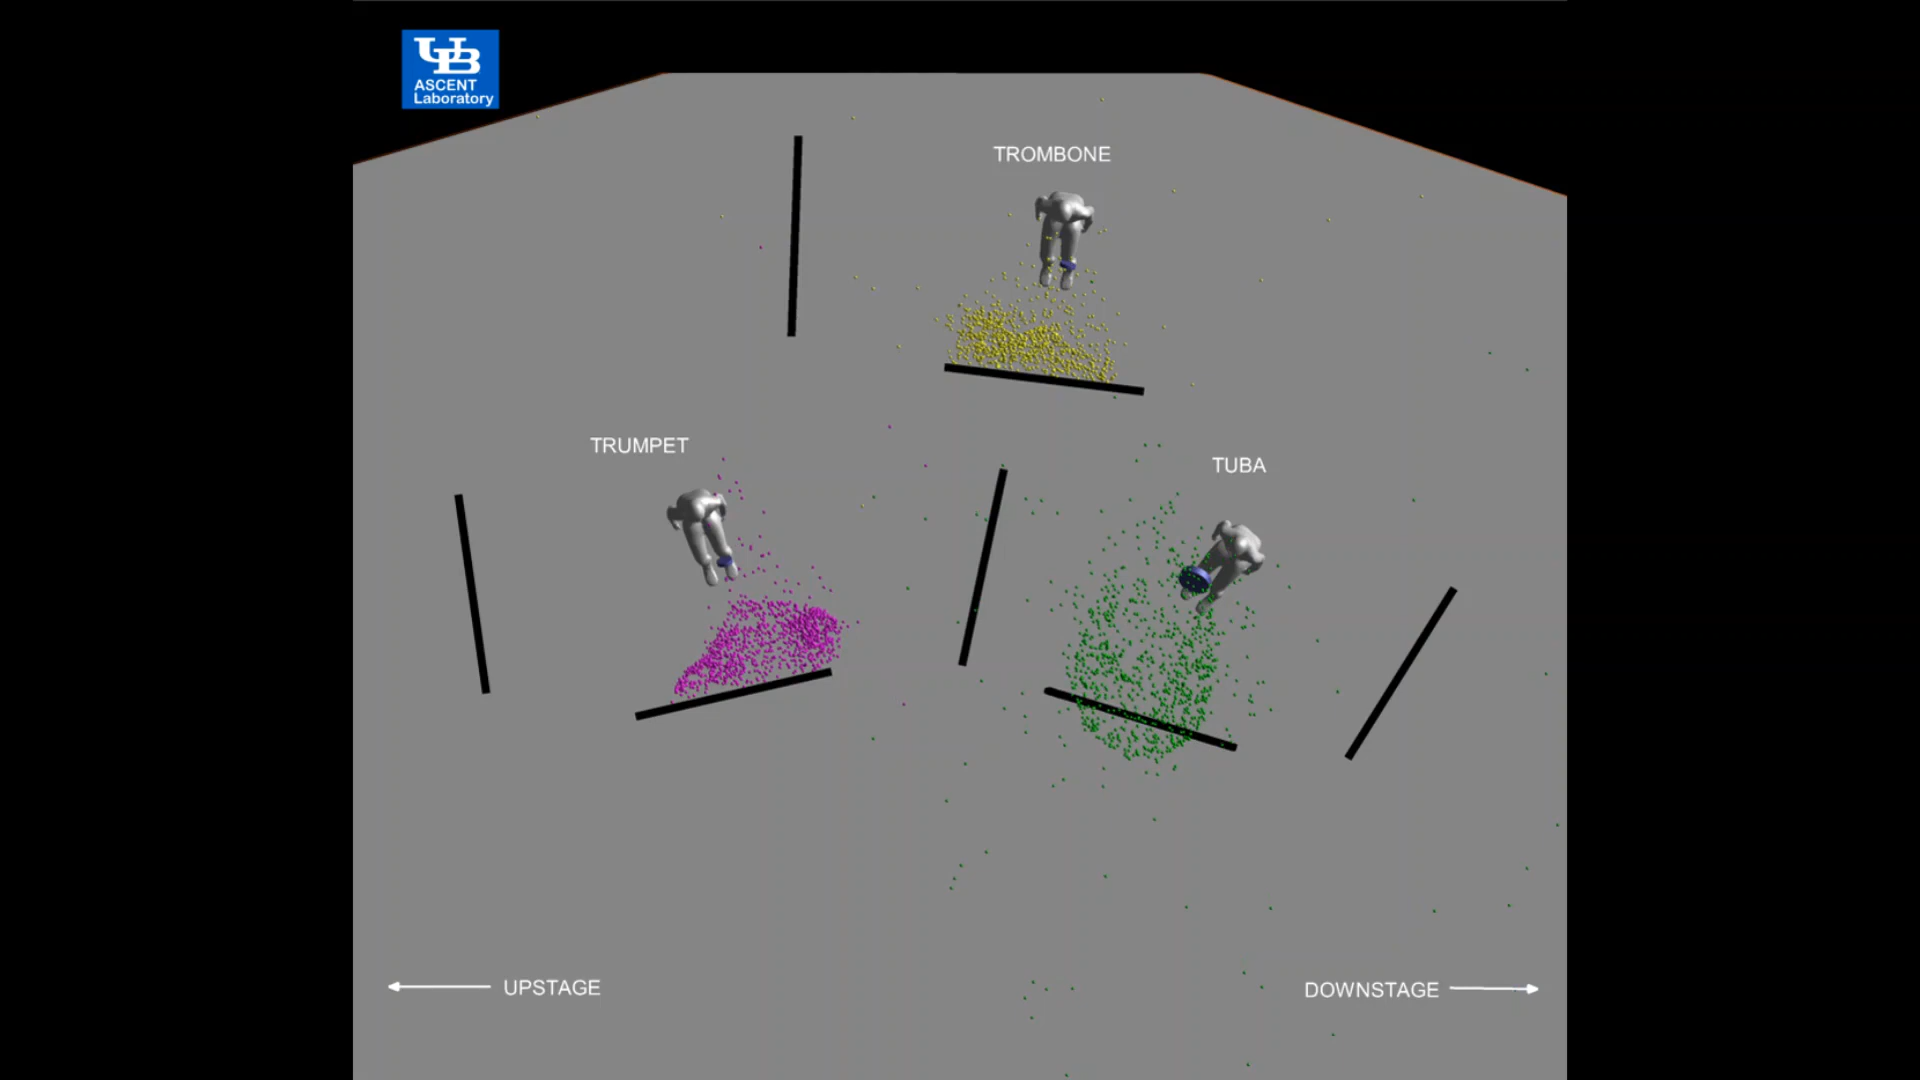 UB
ASCENT
Laboratory
TROMBONE
TRUMPET
TUBA
UPSTAGE
DOWNSTAGE